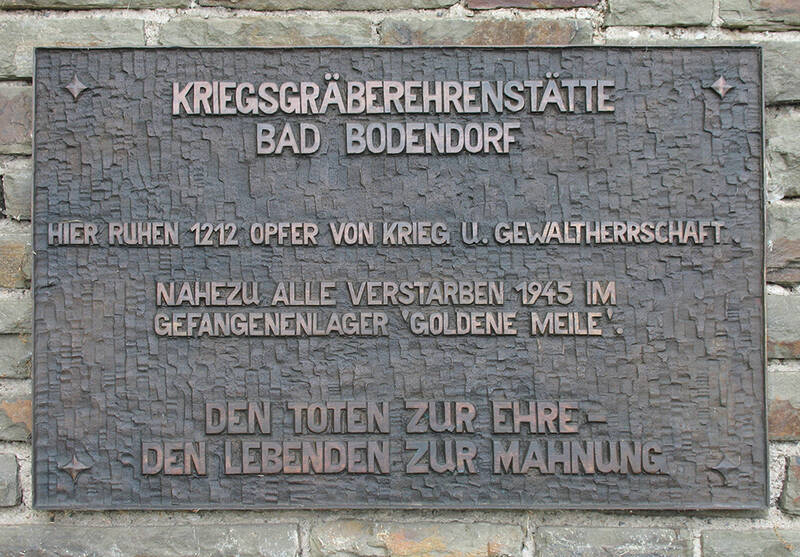 KRIEGSGRÄBEREHRENSTÄTTE
BAD BODENDORF
HIER RUHEN 1212 OPFER VON KRIEG U. GEWALTHERRSCHAFT.
NAHEZU ALLE VERSTARBEN 1945 IM
GEFANGENENLAGER 'GOLDENE MEILE'.
DEN TOTEN ZUR EHRE –
DEN LEBENDEN ZUR MAHNUNG.